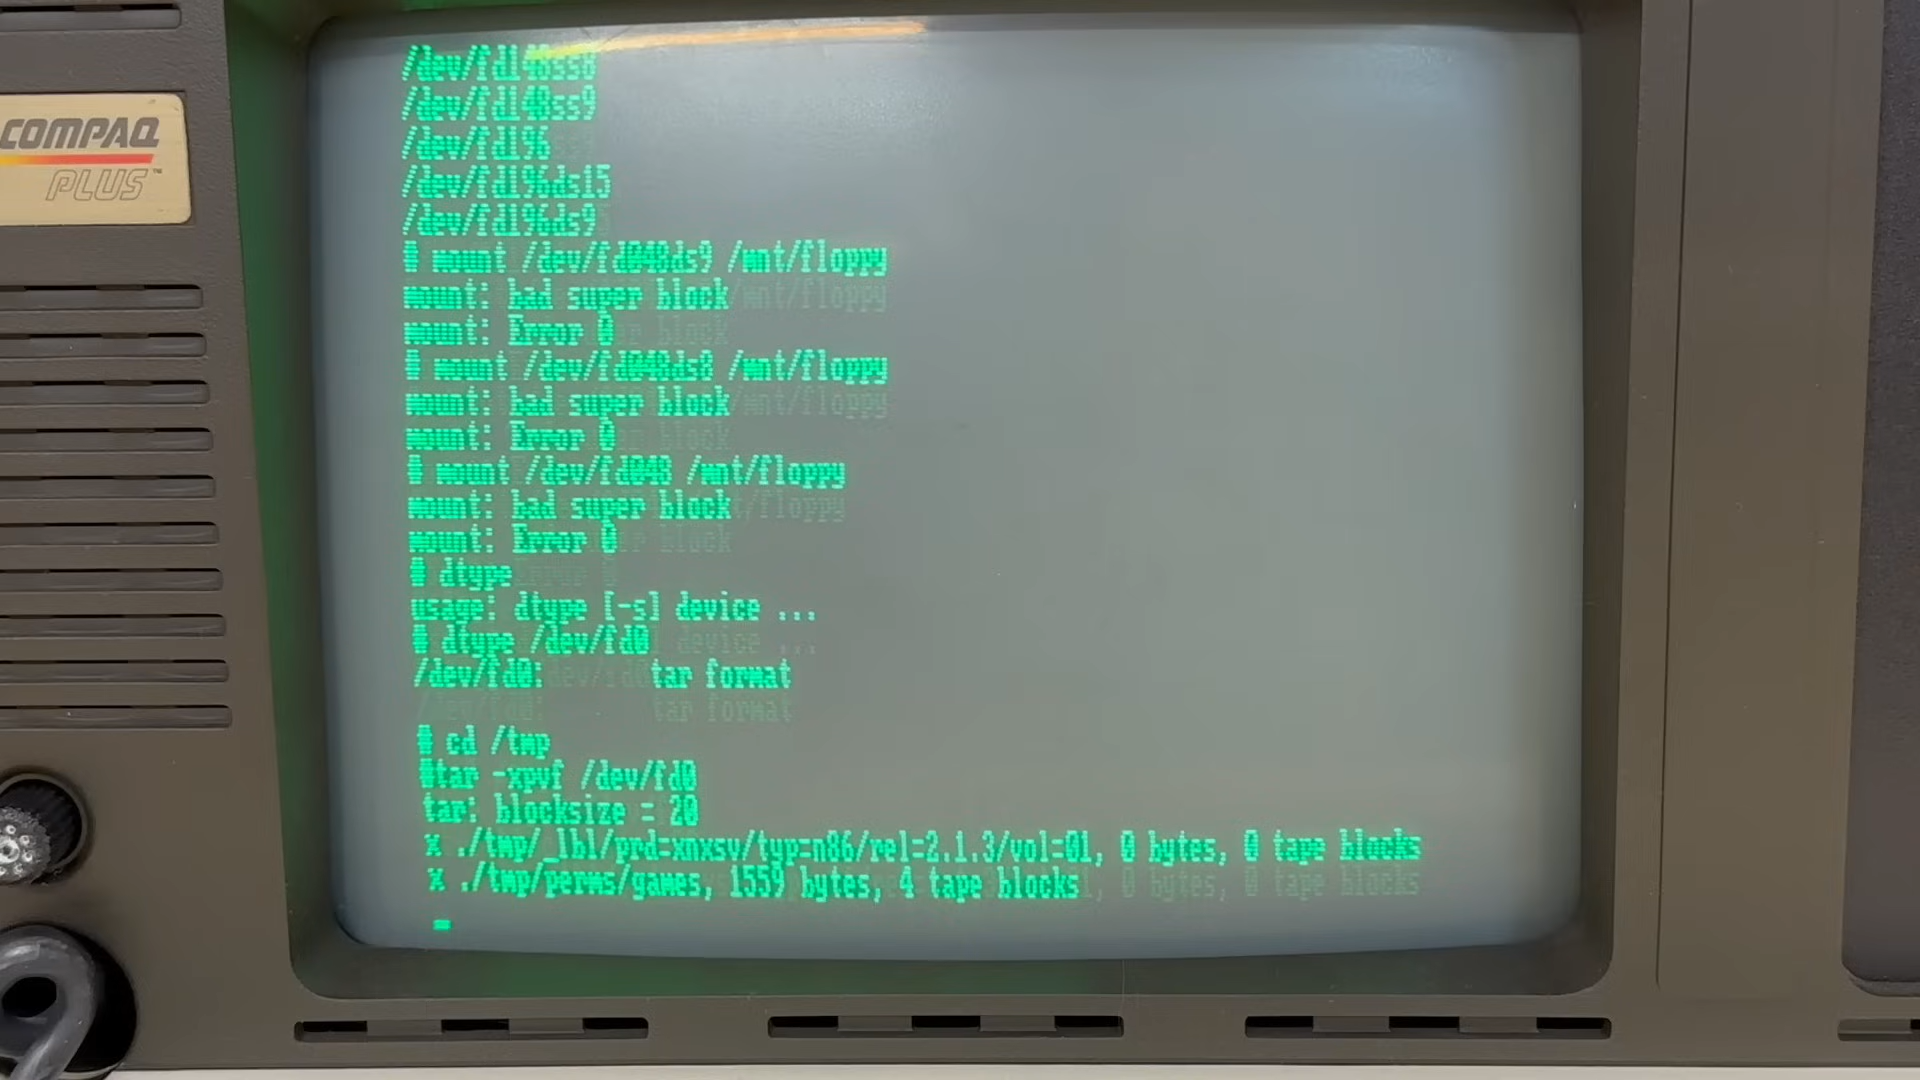 COMPAQ
PLUS™
/dev/fd148ss8
/dev/fd148ss9
/dev/fd196
/dev/fd196ds15
/dev/fd196ds9
# mount /dev/fd048ds9 /mnt/floppy
mount: bad super block
mount: Error 0
# mount /dev/fd048ds8 /mnt/floppy
mount: bad super block
mount: Error 0
# mount /dev/fd048 /mnt/floppy
mount: bad super block
mount: Error 0
# dtype
usage: dtype [-s] device ...
# dtype /dev/fd0
/dev/fd0: tar format
# cd /tmp
#tar -xpvf /dev/fd0
tar: blocksize = 20
x ./tmp/_lbl/prd=xnxsv/typ=n86/rel=2.1.3/vol=01, 0 bytes, 0 tape blocks
x ./tmp/perms/games, 1559 bytes, 4 tape blocks